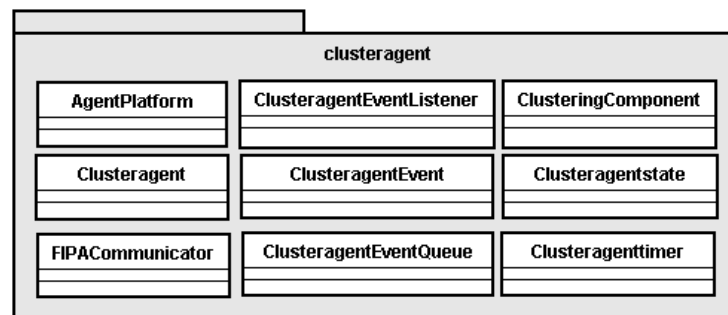 clusteragent
AgentPlatform
ClusteragentEventListener
ClusteringComponent
Clusteragent
ClusteragentEvent
Clusteragentstate
FIPACommunicator
ClusteragentEventQueue
Clusteragenttimer